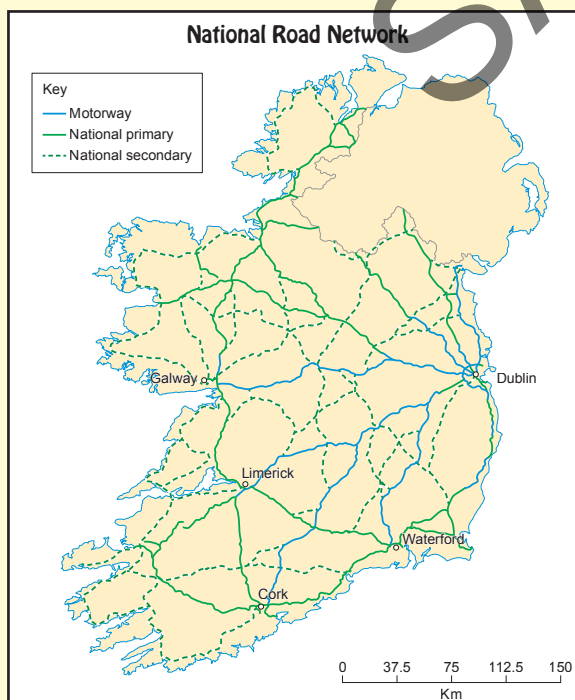 National Road Network
Key
Motorway
National primary
National secondary
Galway
Dublin
Limerick
Waterford
Cork
0 37.5 75 112.5 150
Km